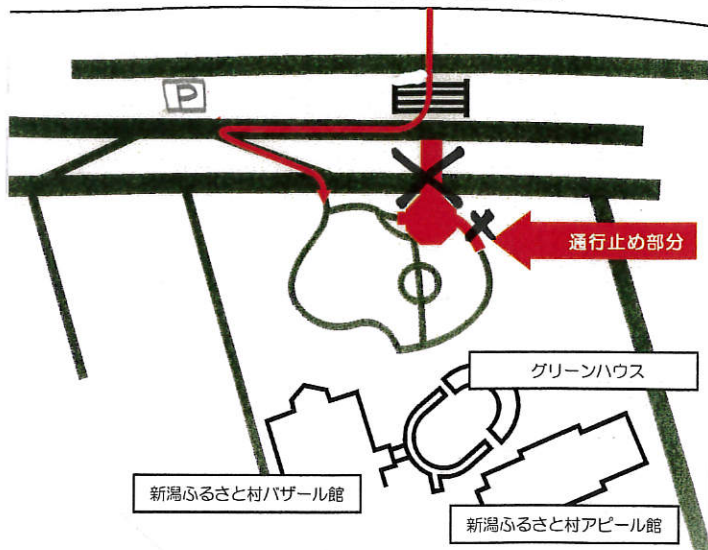 P
通行止め部分
グリーンハウス
新潟ふるさと村バザール館
新潟ふるさと村アピール館